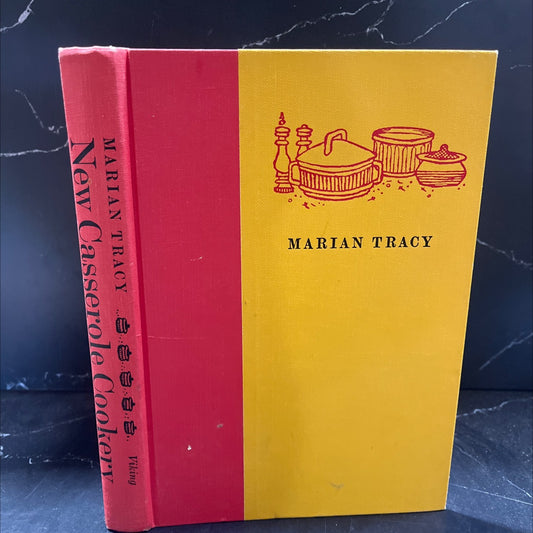 MARIAN TRACY
New Casserole Cookery
Viking
MARIAN TRACY